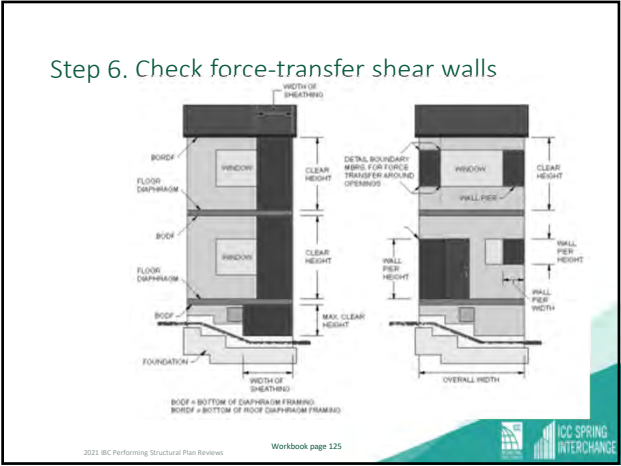 Step 6. Check force-transfer shear walls
WIDTH OF
SHEATHING
BORDF
WINDOW
CLEAR
HEIGHT
FLOOR
DIAPHRAGM
BODF
WINDOW
CLEAR
HEIGHT
FLOOR
DIAPHRAGM
BODF
MAX. CLEAR
HEIGHT
FOUNDATION
WIDTH OF
SHEATHING
BODF = BOTTOM OF DIAPHRAGM FRAMING
BORDF = BOTTOM OF ROOF DIAPHRAGM FRAMING
DETAIL BOUNDARY
MBRS. FOR FORCE
TRANSFER AROUND
OPENINGS
WINDOW
CLEAR
HEIGHT
WALL PIER
WALL
PIER
HEIGHT
WALL
PIER
HEIGHT
WALL
PIER
WIDTH
OVERALL WIDTH
2021 IBC Performing Structural Plan Reviews
Workbook page 125
ICC SPRING
INTERCHANGE